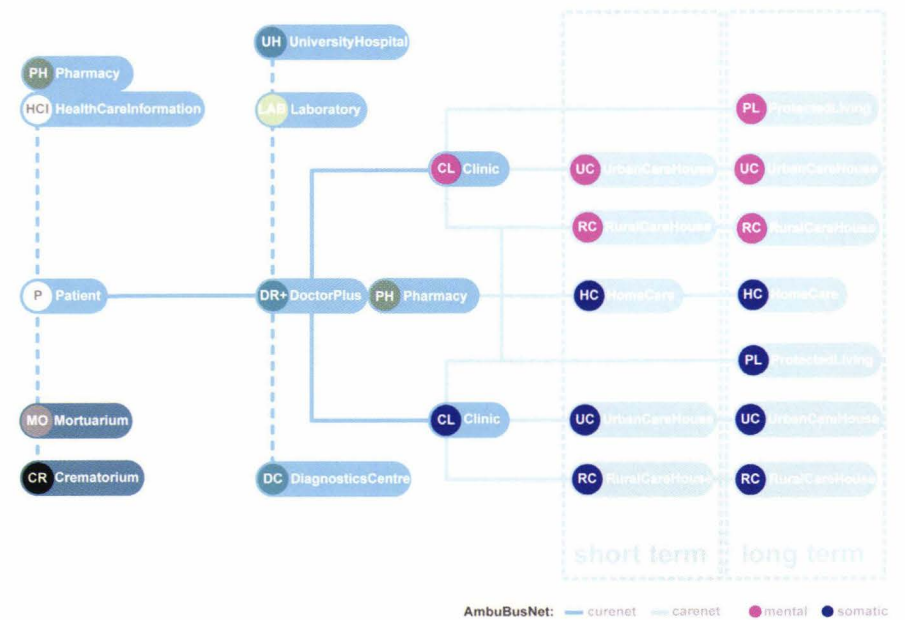 UH UniversityHospital
PH Pharmacy
HCI HealthCareInformation
LAB Laboratory
PL ProtectedLiving
CL Clinic
UC UrbanCareHouse
UC UrbanCareHouse
RC RuralCareHouse
RC RuralCareHouse
P Patient
DR+ DoctorPlus
PH Pharmacy
HC HomeCare
HC HomeCare
PL ProtectedLiving
MO Mortuarium
CL Clinic
UC UrbanCareHouse
UC UrbanCareHouse
CR Crematorium
DC DiagnosticsCentre
RC RuralCareHouse
RC RuralCareHouse
short term
long term
AmbuBusNet: curenet carenet mental somatic